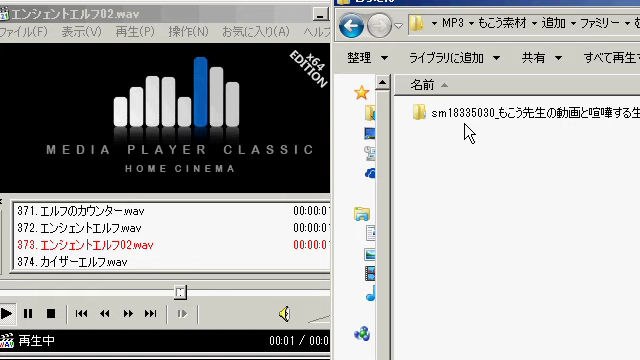 エンシェントエルフ02.wav
ファイル(F) 表示(V) 再生(P) 操作(N) お気に入り(A) ヘルプ
x64 EDITION
MEDIA PLAYER CLASSIC
HOME CINEMA
371. エルフのカウンター.wav 00:00:0
372. エンシェントエルフ.wav 00:00:0
373. エンシェントエルフ02.wav 00:00:0
374. カイザーエルフ.wav
再生中 00:01 / 00:0
MP3 もこう素材 追加 ファミリー
整理 ライブラリに追加 共有 すべて再生
名前
sm18335030_もこう先生の動画と喧嘩する生